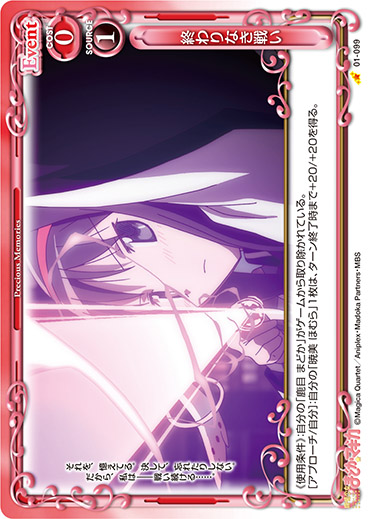 Event
COST 0
SOURCE 1
終わりなき戦い
01-099
Precious Memories
それを、憶えてる。決して、忘れたりしない
だから、私は――戦い続ける……。
《使用条件》:自分の「鹿目 まどか」がゲームから取り除かれている。
[アプローチ/自分]:自分の「暁美 ほむら」1枚は、ターン終了時まで+20/+20を得る。
©Magica Quartet／Aniplex・Madoka Partners・MBS